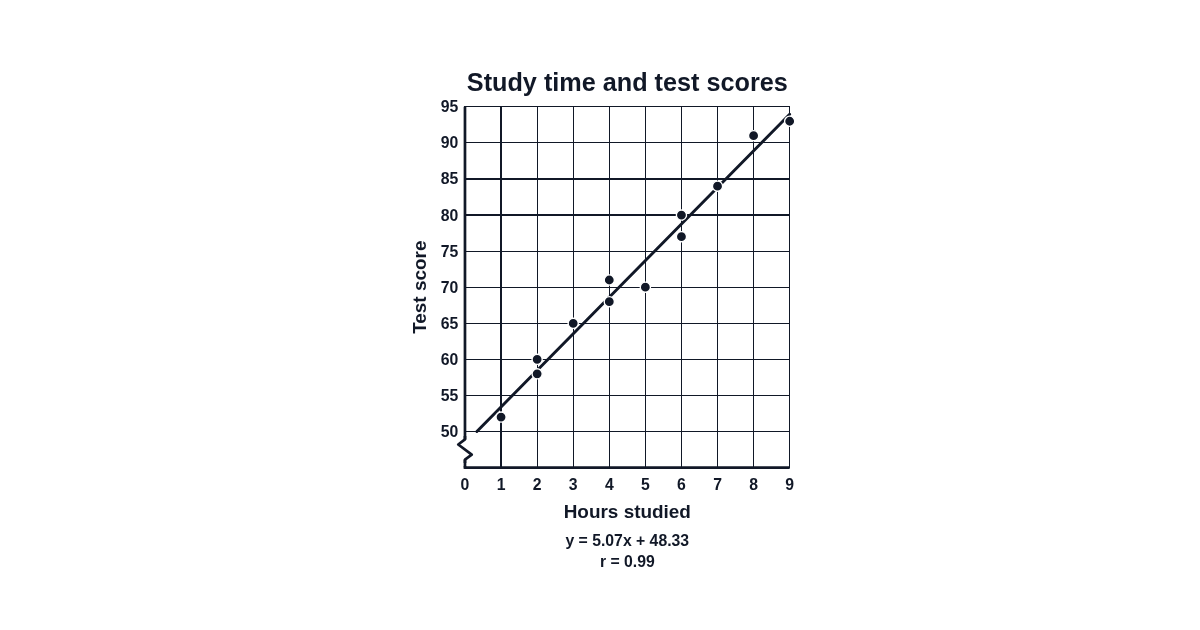 Study time and test scores
95
90
85
80
75
70
65
60
55
50
Test score
0 1 2 3 4 5 6 7 8 9
Hours studied
y = 5.07x + 48.33
r = 0.99